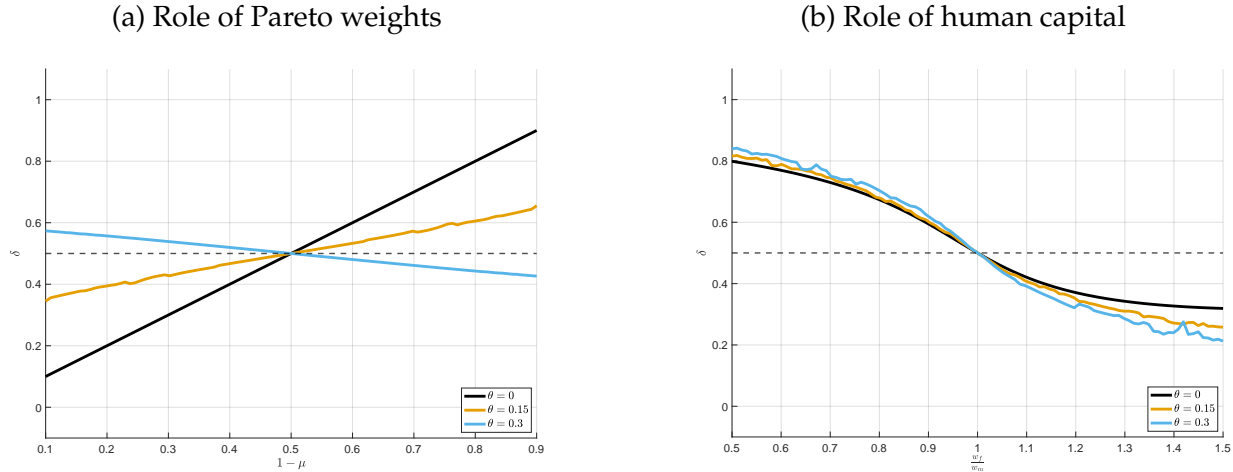 (a) Role of Pareto weights
1
0.8
0.6
δ
0.4
0.2
0
θ = 0
θ = 0.15
θ = 0.3
0.1 0.2 0.3 0.4 0.5 0.6 0.7 0.8 0.9
1 − μ
(b) Role of human capital
1
0.8
0.6
δ
0.4
0.2
0
θ = 0
θ = 0.15
θ = 0.3
0.5 0.6 0.7 0.8 0.9 1.0 1.1 1.2 1.3 1.4 1.5
w_f
w_m